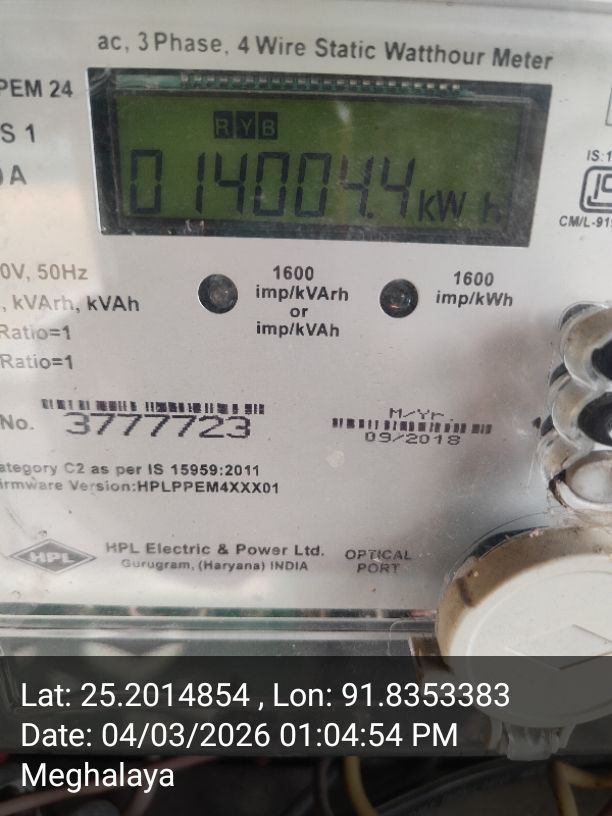 ac, 3 Phase, 4 Wire Static Watthour Meter
PEM 24
S 1
A
IS:1
CM/L-91
R Y B
014004.4 kWh
0V, 50Hz
, kVArh, kVAh
Ratio=1
Ratio=1
1600
imp/kVArh
or
imp/kVAh
1600
imp/kWh
No. 3777723
M/Yr.
09/2018
ategory C2 as per IS 15959:2011
irmware Version:HPLPPEM4XXX01
HPL
HPL Electric & Power Ltd.
Gurugram, (Haryana) INDIA
OPTICAL
PORT
Lat: 25.2014854 , Lon: 91.8353383
Date: 04/03/2026 01:04:54 PM
Meghalaya